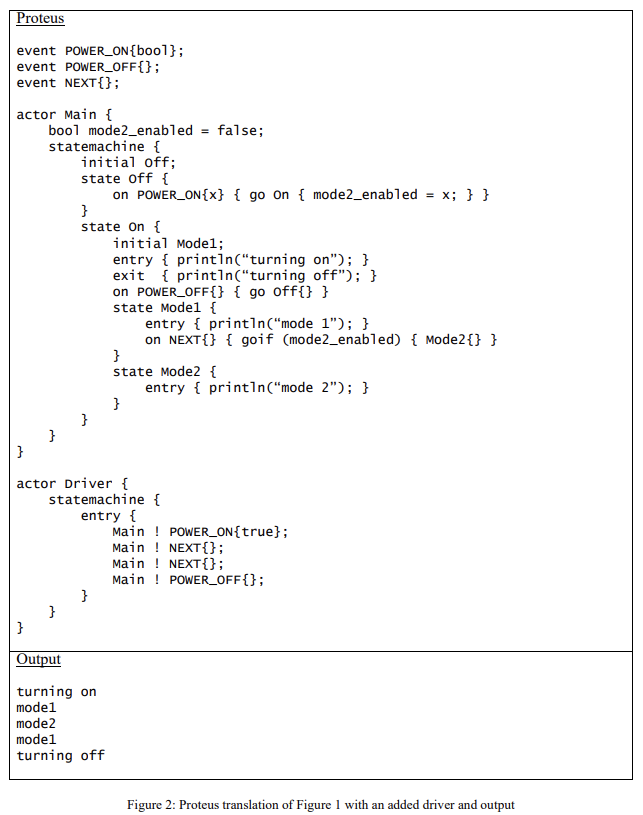 Proteus
event POWER_ON{bool};
event POWER_OFF{};
event NEXT{};
actor Main {
    bool mode2_enabled = false;
    statemachine {
        initial Off;
        state Off {
            on POWER_ON{x} { go On { mode2_enabled = x; } }
        }
        state On {
            initial Mode1;
            entry { println(“turning on”); }
            exit  { println(“turning off”); }
            on POWER_OFF{} { go Off{} }
            state Mode1 {
                entry { println(“mode 1”); }
                on NEXT{} { goif (mode2_enabled) { Mode2{} }
            }
            state Mode2 {
                entry { println(“mode 2”); }
            }
        }
    }
}
actor Driver {
    statemachine {
        entry {
            Main ! POWER_ON{true};
            Main ! NEXT{};
            Main ! NEXT{};
            Main ! POWER_OFF{};
        }
    }
}
Output
turning on
mode1
mode2
mode1
turning off
Figure 2: Proteus translation of Figure 1 with an added driver and output